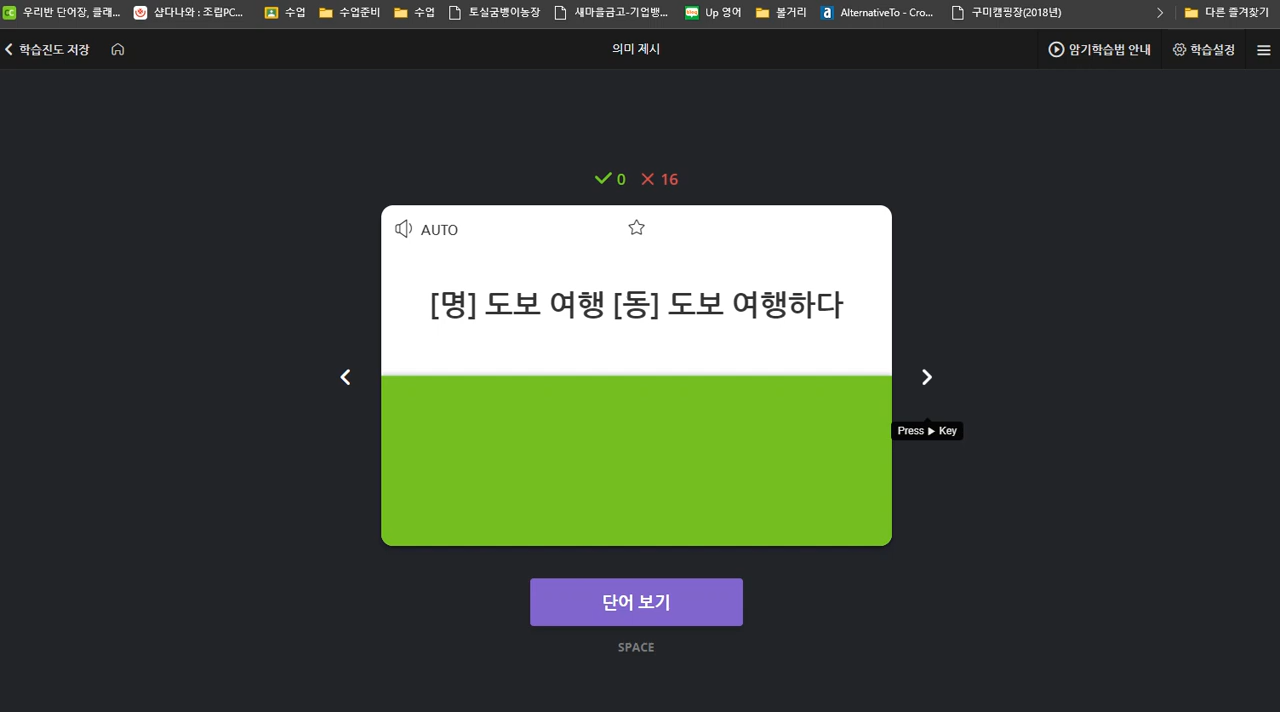 우리반 단어장, 클래... 샵다나와 : 조립PC... 수업 수업준비 수업 토실굼벵이농장 새마을금고-기업뱅... Up 영어 볼거리 AlternativeTo - Cro... 구미캠핑장(2018년) 다른 즐겨찾기
학습진도 저장 의미 제시 암기학습법 안내 학습설정
0 16
AUTO
[명] 도보 여행 [동] 도보 여행하다
Press ▶ Key
단어 보기
SPACE